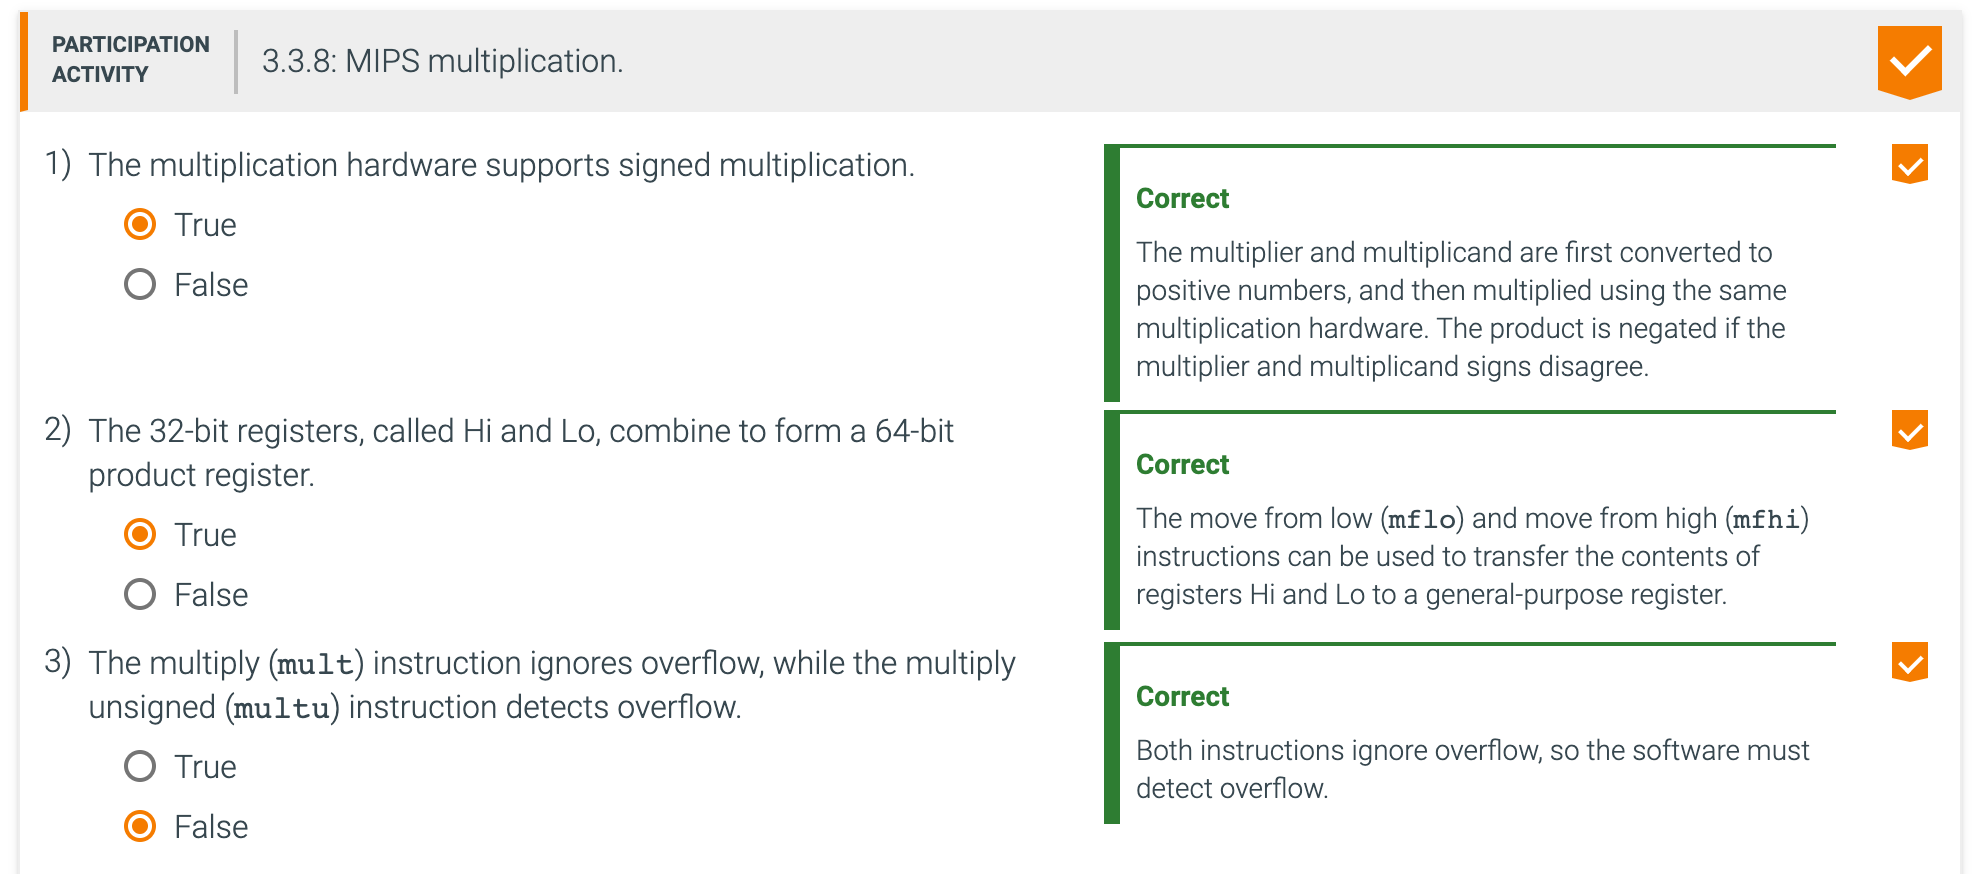 PARTICIPATION
ACTIVITY
3.3.8: MIPS multiplication.
1) The multiplication hardware supports signed multiplication.
True
False
Correct
The multiplier and multiplicand are first converted to
positive numbers, and then multiplied using the same
multiplication hardware. The product is negated if the
multiplier and multiplicand signs disagree.
2) The 32-bit registers, called Hi and Lo, combine to form a 64-bit
product register.
True
False
Correct
The move from low (mflo) and move from high (mfhi)
instructions can be used to transfer the contents of
registers Hi and Lo to a general-purpose register.
3) The multiply (mult) instruction ignores overflow, while the multiply
unsigned (multu) instruction detects overflow.
True
False
Correct
Both instructions ignore overflow, so the software must
detect overflow.